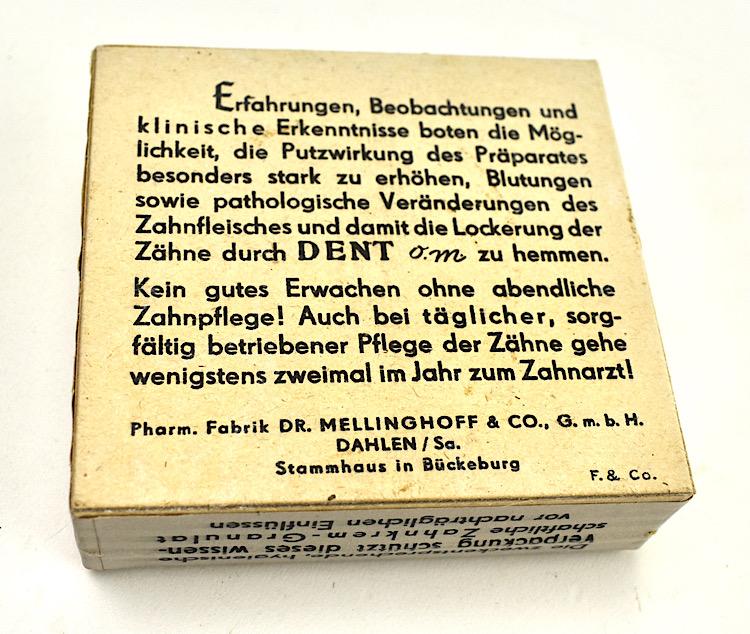 Erfahrungen, Beobachtungen und
klinische Erkenntnisse boten die Mög-
lichkeit, die Putzwirkung des Präparates
besonders stark zu erhöhen, Blutungen
sowie pathologische Veränderungen des
Zahnfleisches und damit die Lockerung der
Zähne durch DENT o.m zu hemmen.
Kein gutes Erwachen ohne abendliche
Zahnpflege! Auch bei täglicher, sorg-
fältig betriebener Pflege der Zähne gehe
wenigstens zweimal im Jahr zum Zahnarzt!
Pharm. Fabrik DR. MELLINGHOFF & CO., G. m. b. H.
DAHLEN / Sa.
Stammhaus in Bückeburg
F. & Co.
Die zweckentsprechende, hygienische
Verpackung schützt dieses wissen-
schaftliche Zahnkrem-Granulat
vor nachträglichen Einflüssen